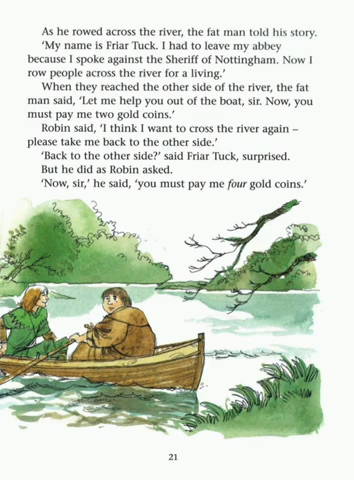 As he rowed across the river, the fat man told his story.
‘My name is Friar Tuck. I had to leave my abbey
because I spoke against the Sheriff of Nottingham. Now I
row people across the river for a living.’
When they reached the other side of the river, the fat
man said, ‘Let me help you out of the boat, sir. Now, you
must pay me two gold coins.’
Robin said, ‘I think I want to cross the river again –
please take me back to the other side.’
‘Back to the other side?’ said Friar Tuck, surprised.
But he did as Robin asked.
‘Now, sir,’ he said, ‘you must pay me four gold coins.’
21